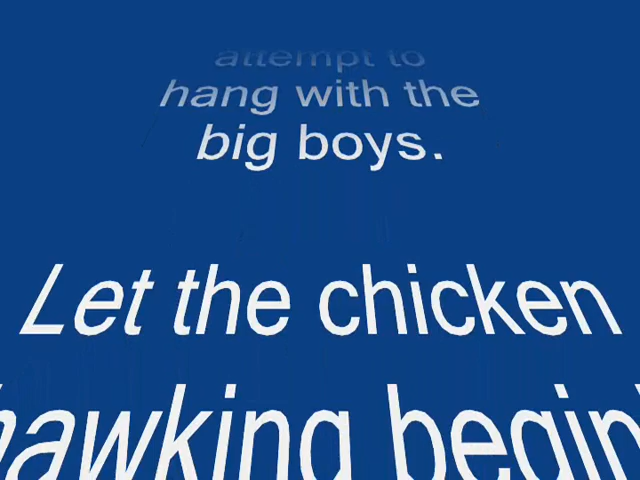 attempt to
hang with the
big boys.
Let the chicken
hawking begin!